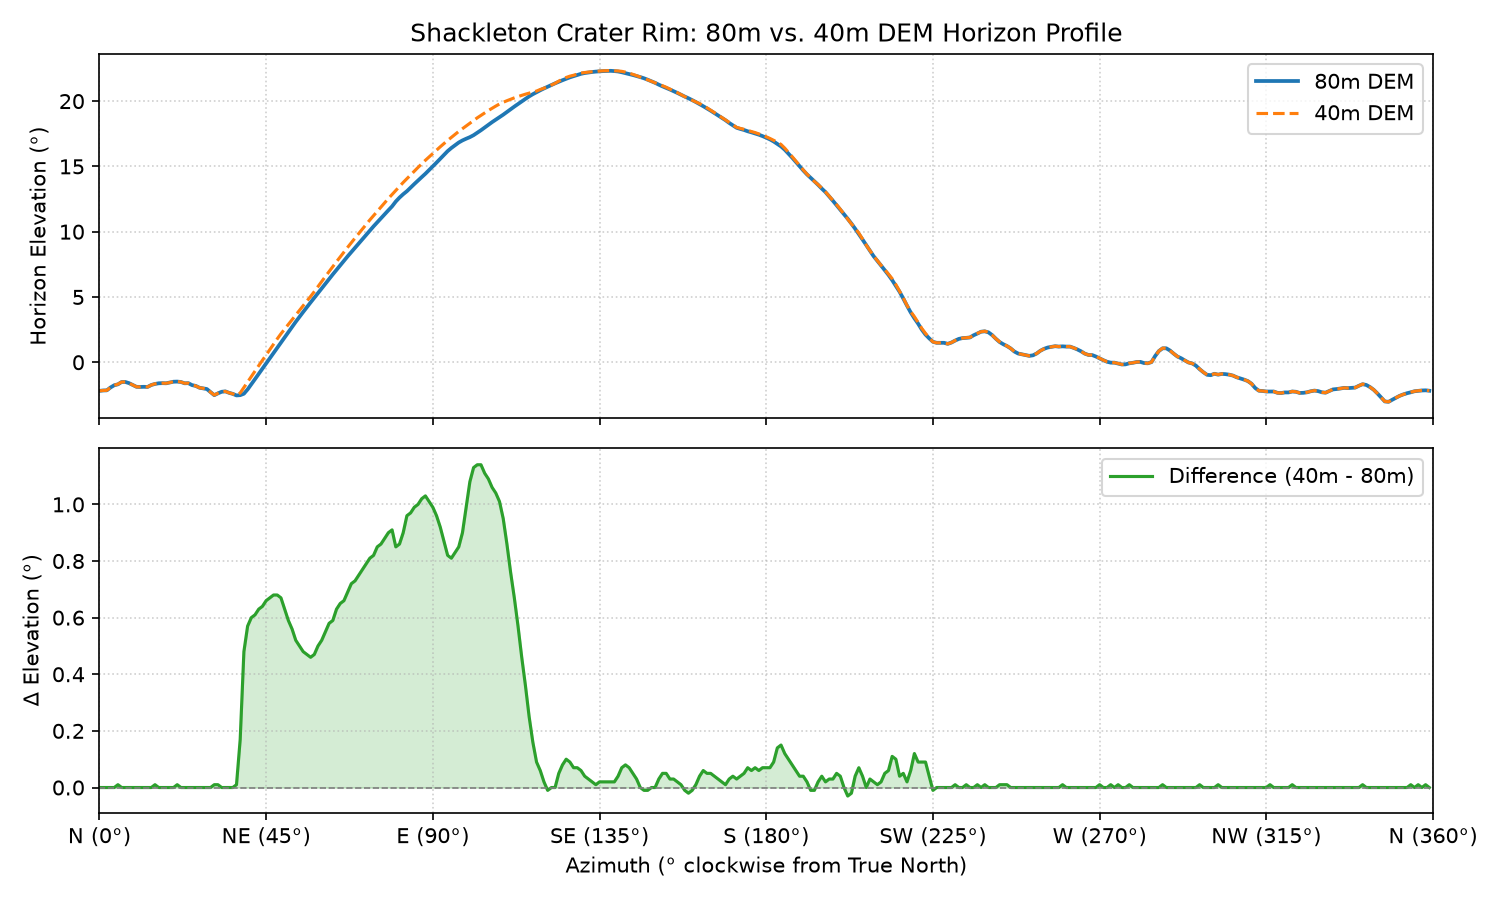 Shackleton Crater Rim: 80m vs. 40m DEM Horizon Profile
80m DEM
40m DEM
Horizon Elevation (°)
20
15
10
5
0
Difference (40m - 80m)
Δ Elevation (°)
1.0
0.8
0.6
0.4
0.2
0.0
N (0°) NE (45°) E (90°) SE (135°) S (180°) SW (225°) W (270°) NW (315°) N (360°)
Azimuth (° clockwise from True North)